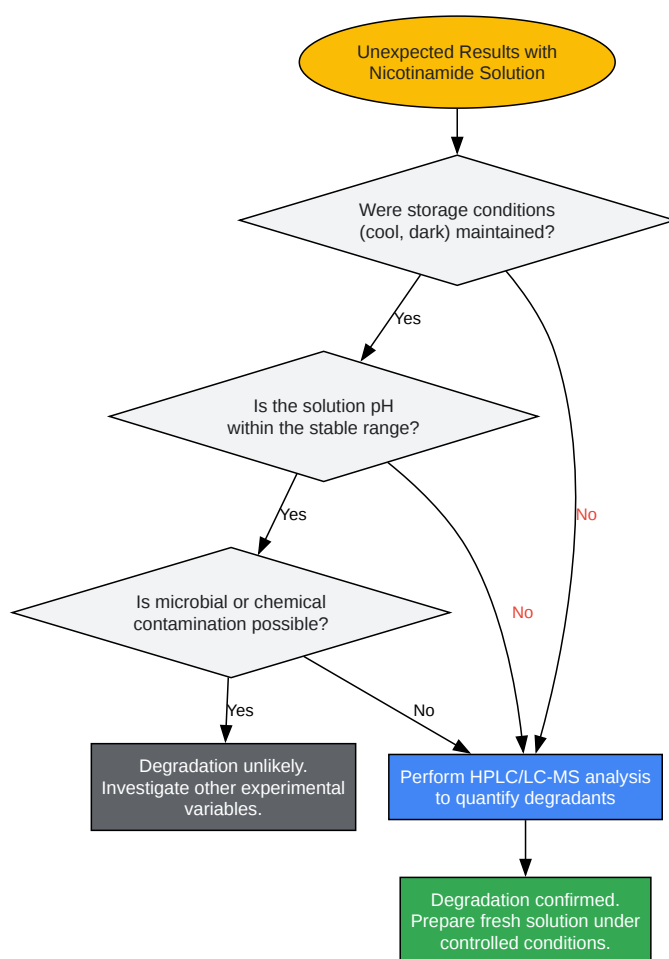 Unexpected Results with
Nicotinamide Solution
Were storage conditions
(cool, dark) maintained?
Yes
Is the solution pH
within the stable range?
Yes
No
Is microbial or chemical
contamination possible?
No
Yes
No
Degradation unlikely.
Investigate other experimental
variables.
Perform HPLC/LC-MS analysis
to quantify degradants
Degradation confirmed.
Prepare fresh solution under
controlled conditions.